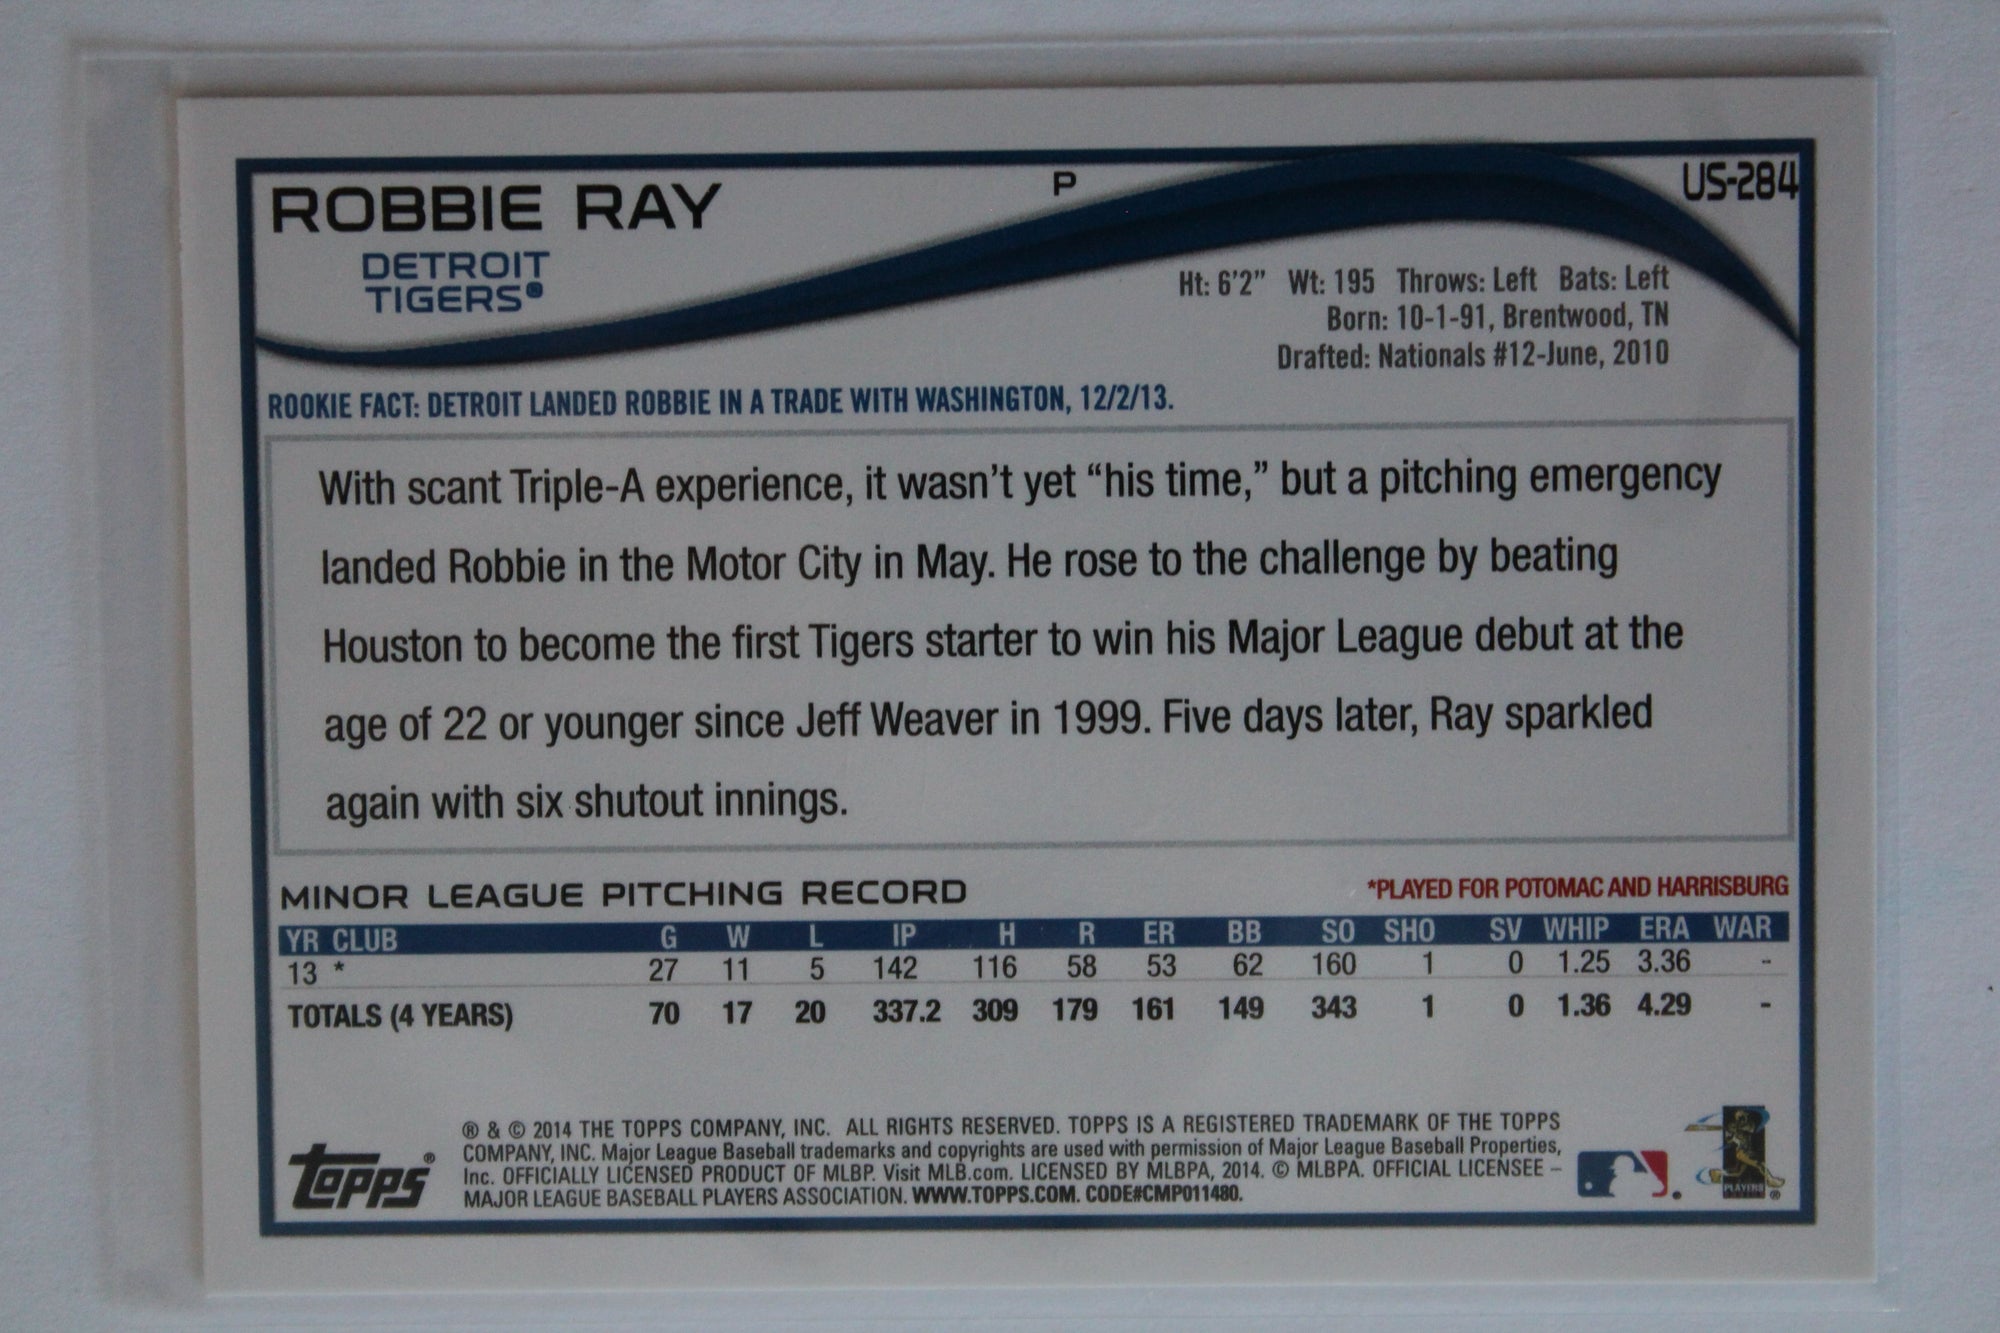 ROBBIE RAY
P
US-284
DETROIT
TIGERS®
Ht: 6'2" Wt: 195 Throws: Left Bats: Left
Born: 10-1-91, Brentwood, TN
Drafted: Nationals #12-June, 2010
ROOKIE FACT: DETROIT LANDED ROBBIE IN A TRADE WITH WASHINGTON, 12/2/13.
With scant Triple-A experience, it wasn't yet “his time,” but a pitching emergency
landed Robbie in the Motor City in May. He rose to the challenge by beating
Houston to become the first Tigers starter to win his Major League debut at the
age of 22 or younger since Jeff Weaver in 1999. Five days later, Ray sparkled
again with six shutout innings.
MINOR LEAGUE PITCHING RECORD *PLAYED FOR POTOMAC AND HARRISBURG
YR CLUB G W L IP H R ER BB SO SHO SV WHIP ERA WAR
13 * 27 11 5 142 116 58 53 62 160 1 0 1.25 3.36 -
TOTALS (4 YEARS) 70 17 20 337.2 309 179 161 149 343 1 0 1.36 4.29 -
® & © 2014 THE TOPPS COMPANY, INC. ALL RIGHTS RESERVED. TOPPS IS A REGISTERED TRADEMARK OF THE TOPPS
COMPANY, INC. Major League Baseball trademarks and copyrights are used with permission of Major League Baseball Properties,
Inc. OFFICIALLY LICENSED PRODUCT OF MLBP. Visit MLB.com. LICENSED BY MLBPA, 2014. © MLBPA. OFFICIAL LICENSEE –
MAJOR LEAGUE BASEBALL PLAYERS ASSOCIATION. WWW.TOPPS.COM. CODE#CMP011480.
Topps®
PLAYERS
®